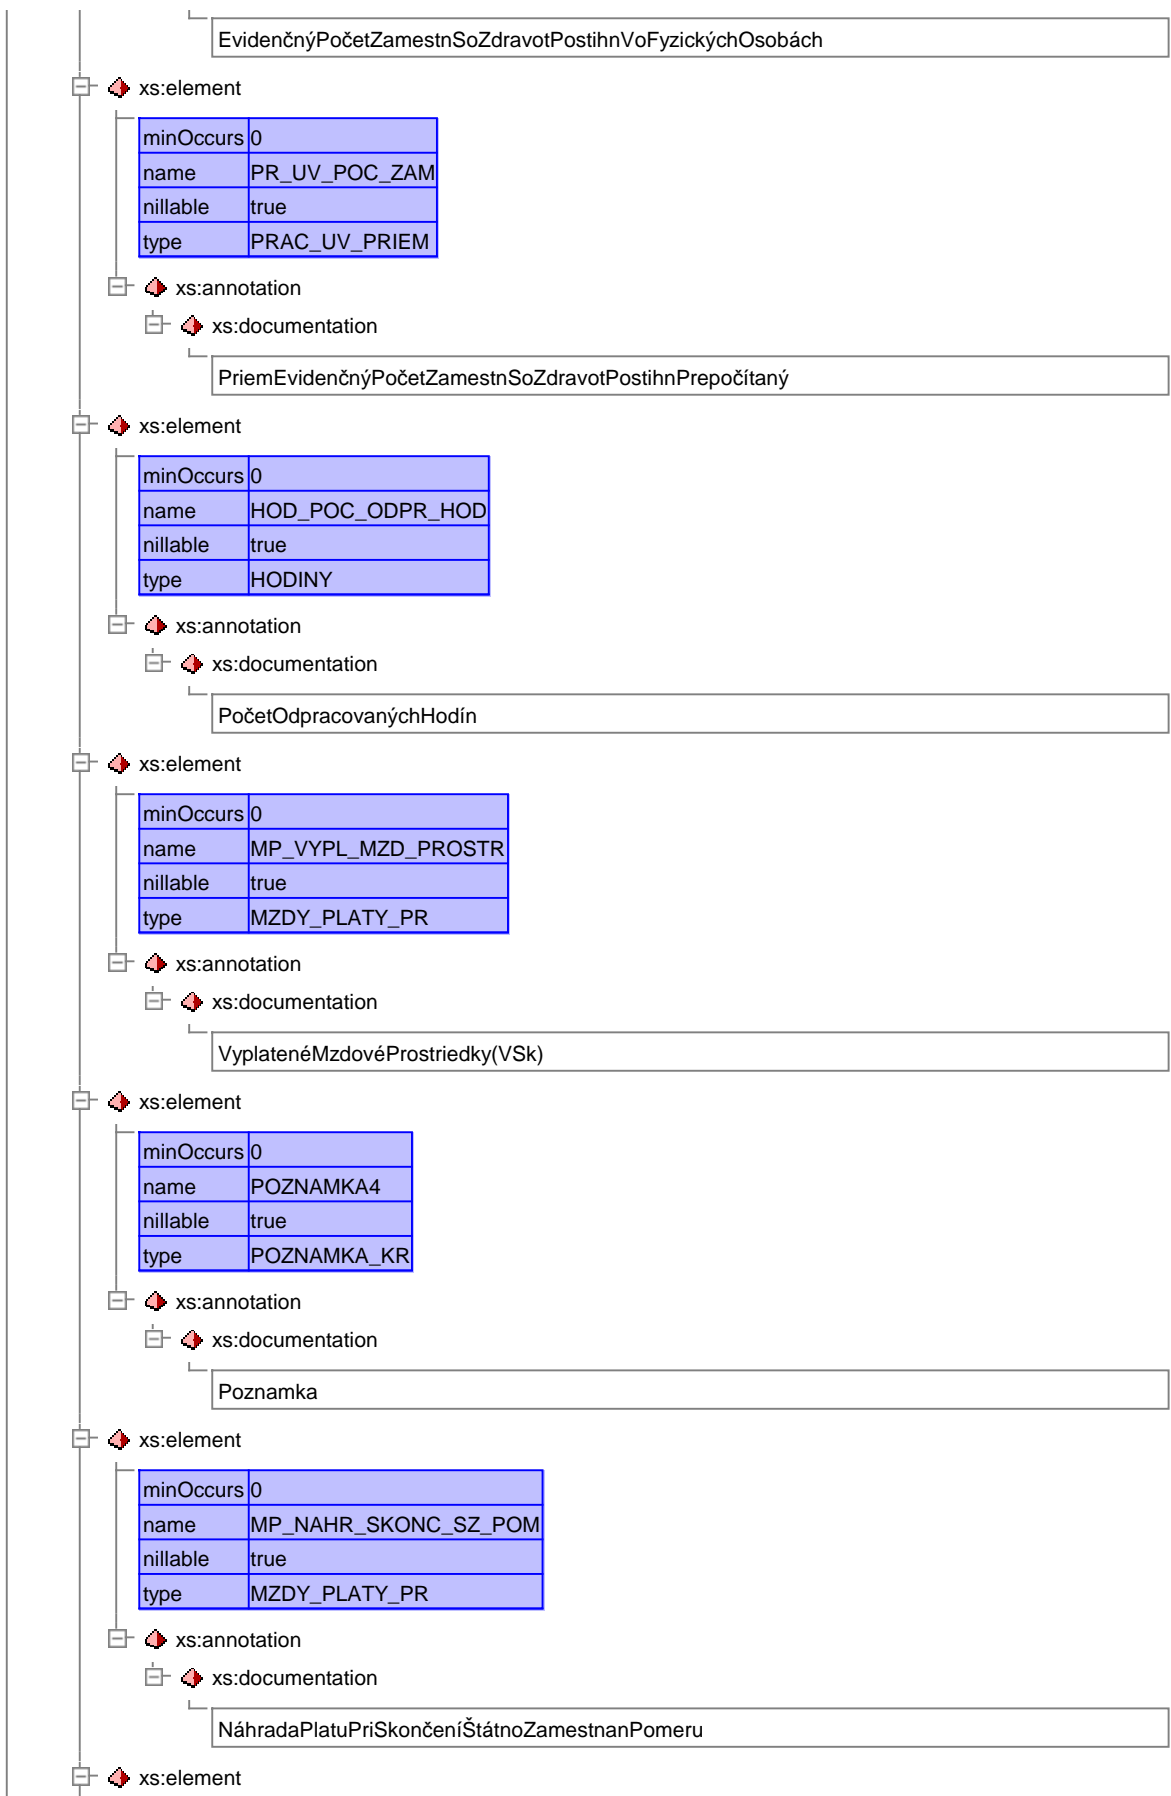 EvidenčnýPočetZamestnSoZdravotPostihnVoFyzickýchOsobách
xs:element
minOccurs 0
name PR_UV_POC_ZAM
nillable true
type PRAC_UV_PRIEM
xs:annotation
xs:documentation
PriemEvidenčnýPočetZamestnSoZdravotPostihnPrepočítaný
xs:element
minOccurs 0
name HOD_POC_ODPR_HOD
nillable true
type HODINY
xs:annotation
xs:documentation
PočetOdpracovanýchHodín
xs:element
minOccurs 0
name MP_VYPL_MZD_PROSTR
nillable true
type MZDY_PLATY_PR
xs:annotation
xs:documentation
VyplatenéMzdovéProstriedky(VSk)
xs:element
minOccurs 0
name POZNAMKA4
nillable true
type POZNAMKA_KR
xs:annotation
xs:documentation
Poznamka
xs:element
minOccurs 0
name MP_NAHR_SKONC_SZ_POM
nillable true
type MZDY_PLATY_PR
xs:annotation
xs:documentation
NáhradaPlatuPriSkončeníŠtátnoZamestnanPomeru
xs:element